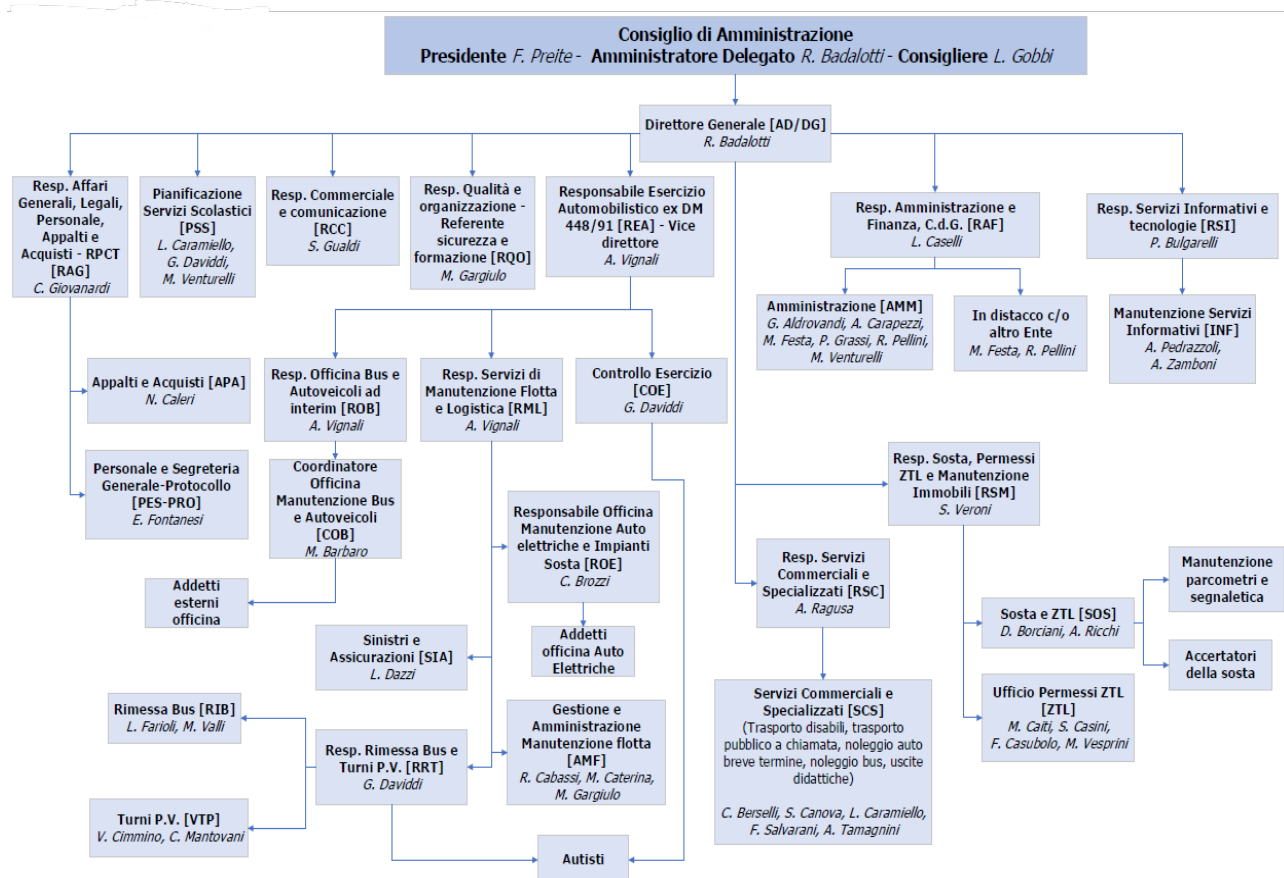 Consiglio di Amministrazione
Presidente F. Preite - Amministratore Delegato R. Badalotti - Consigliere L. Gobbi
Direttore Generale [AD/DG]
R. Badalotti
Resp. Affari
Generali, Legali,
Personale,
Appalti e
Acquisti - RPCT
[RAG]
C. Giovanardi
Pianificazione
Servizi Scolastici
[PSS]
L. Caramiello,
G. Daviddi,
M. Venturelli
Resp. Commerciale
e comunicazione
[RCC]
S. Gualdi
Resp. Qualità e
organizzazione -
Referente
sicurezza e
formazione [RQO]
M. Gargiulo
Responsabile Esercizio
Automobilistico ex DM
448/91 [REA] - Vice
direttore
A. Vignali
Resp. Amministrazione e
Finanza, C.d.G. [RAF]
L. Caselli
Resp. Servizi Informativi e
tecnologie [RSI]
P. Bulgarelli
Amministrazione [AMM]
G. Aldrovandi, A. Carapezzi,
M. Festa, P. Grassi, R. Pellini,
M. Venturelli
In distacco c/o
altro Ente
M. Festa, R. Pellini
Manutenzione Servizi
Informativi [INF]
A. Pedrazzoli,
A. Zamboni
Appalti e Acquisti [APA]
N. Caleri
Resp. Officina Bus e
Autoveicoli ad
interim [ROB]
A. Vignali
Resp. Servizi di
Manutenzione Flotta
e Logistica [RML]
A. Vignali
Controllo Esercizio
[COE]
G. Daviddi
Personale e Segreteria
Generale-Protocollo
[PES-PRO]
E. Fontanesi
Coordinatore
Officina
Manutenzione Bus
e Autoveicoli
[COB]
M. Barbaro
Resp. Sosta, Permessi
ZTL e Manutenzione
Immobili [RSM]
S. Veroni
Responsabile Officina
Manutenzione Auto
elettriche e Impianti
Sosta [ROE]
C. Brozzi
Resp. Servizi
Commerciali e
Specializzati [RSC]
A. Ragusa
Manutenzione
parcometri e
segnaletica
Addetti
esterni
officina
Sosta e ZTL [SOS]
D. Borciani, A. Ricchi
Sinistri e
Assicurazioni [SIA]
L. Dazzi
Addetti
officina Auto
Elettriche
Accertatori
della sosta
Servizi Commerciali e
Specializzati [SCS]
(Trasporto disabili, trasporto
pubblico a chiamata, noleggio auto
breve termine, noleggio bus, uscite
didattiche)
C. Berselli, S. Canova, L. Caramiello,
F. Salvarani, A. Tamagnini
Ufficio Permessi ZTL
[ZTL]
M. Caiti, S. Casini,
F. Casubolo, M. Vesprini
Rimessa Bus [RIB]
L. Farioli, M. Valli
Gestione e
Amministrazione
Manutenzione flotta
[AMF]
R. Cabassi, M. Caterina,
M. Gargiulo
Resp. Rimessa Bus e
Turni P.V. [RRT]
G. Daviddi
Turni P.V. [VTP]
V. Cimmino, C. Mantovani
Autisti